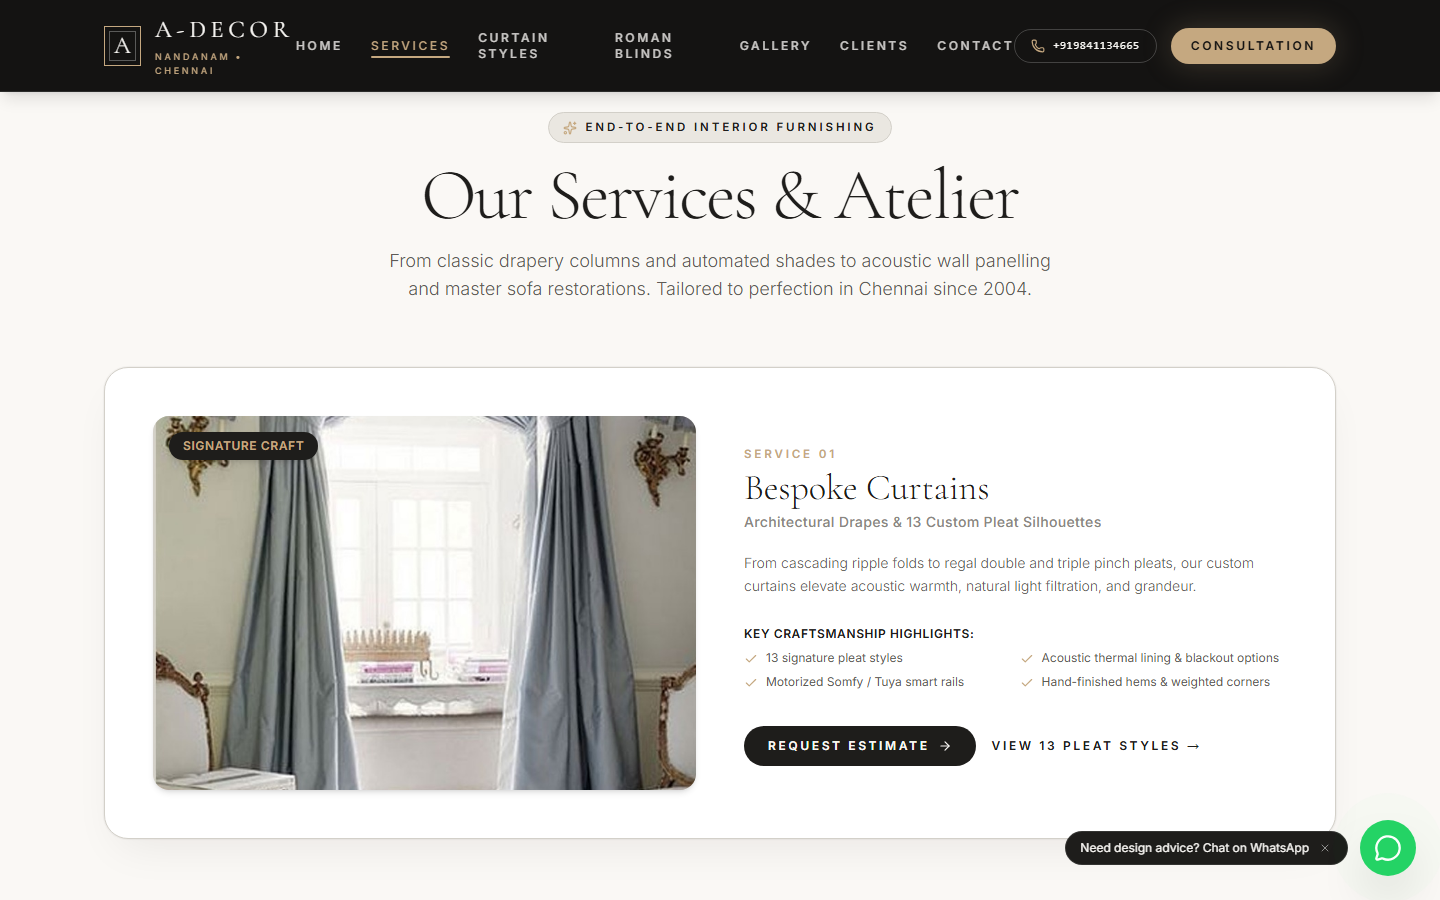 A
A-DECOR
NANDANAM •
CHENNAI
HOME
SERVICES
CURTAIN
STYLES
ROMAN
BLINDS
GALLERY
CLIENTS
CONTACT
+919841134665
CONSULTATION
END-TO-END INTERIOR FURNISHING
Our Services & Atelier
From classic drapery columns and automated shades to acoustic wall panelling
and master sofa restorations. Tailored to perfection in Chennai since 2004.
SIGNATURE CRAFT
SERVICE 01
Bespoke Curtains
Architectural Drapes & 13 Custom Pleat Silhouettes
From cascading ripple folds to regal double and triple pinch pleats, our custom
curtains elevate acoustic warmth, natural light filtration, and grandeur.
KEY CRAFTSMANSHIP HIGHLIGHTS:
13 signature pleat styles
Acoustic thermal lining & blackout options
Motorized Somfy / Tuya smart rails
Hand-finished hems & weighted corners
REQUEST ESTIMATE →
VIEW 13 PLEAT STYLES →
Need design advice? Chat on WhatsApp ×